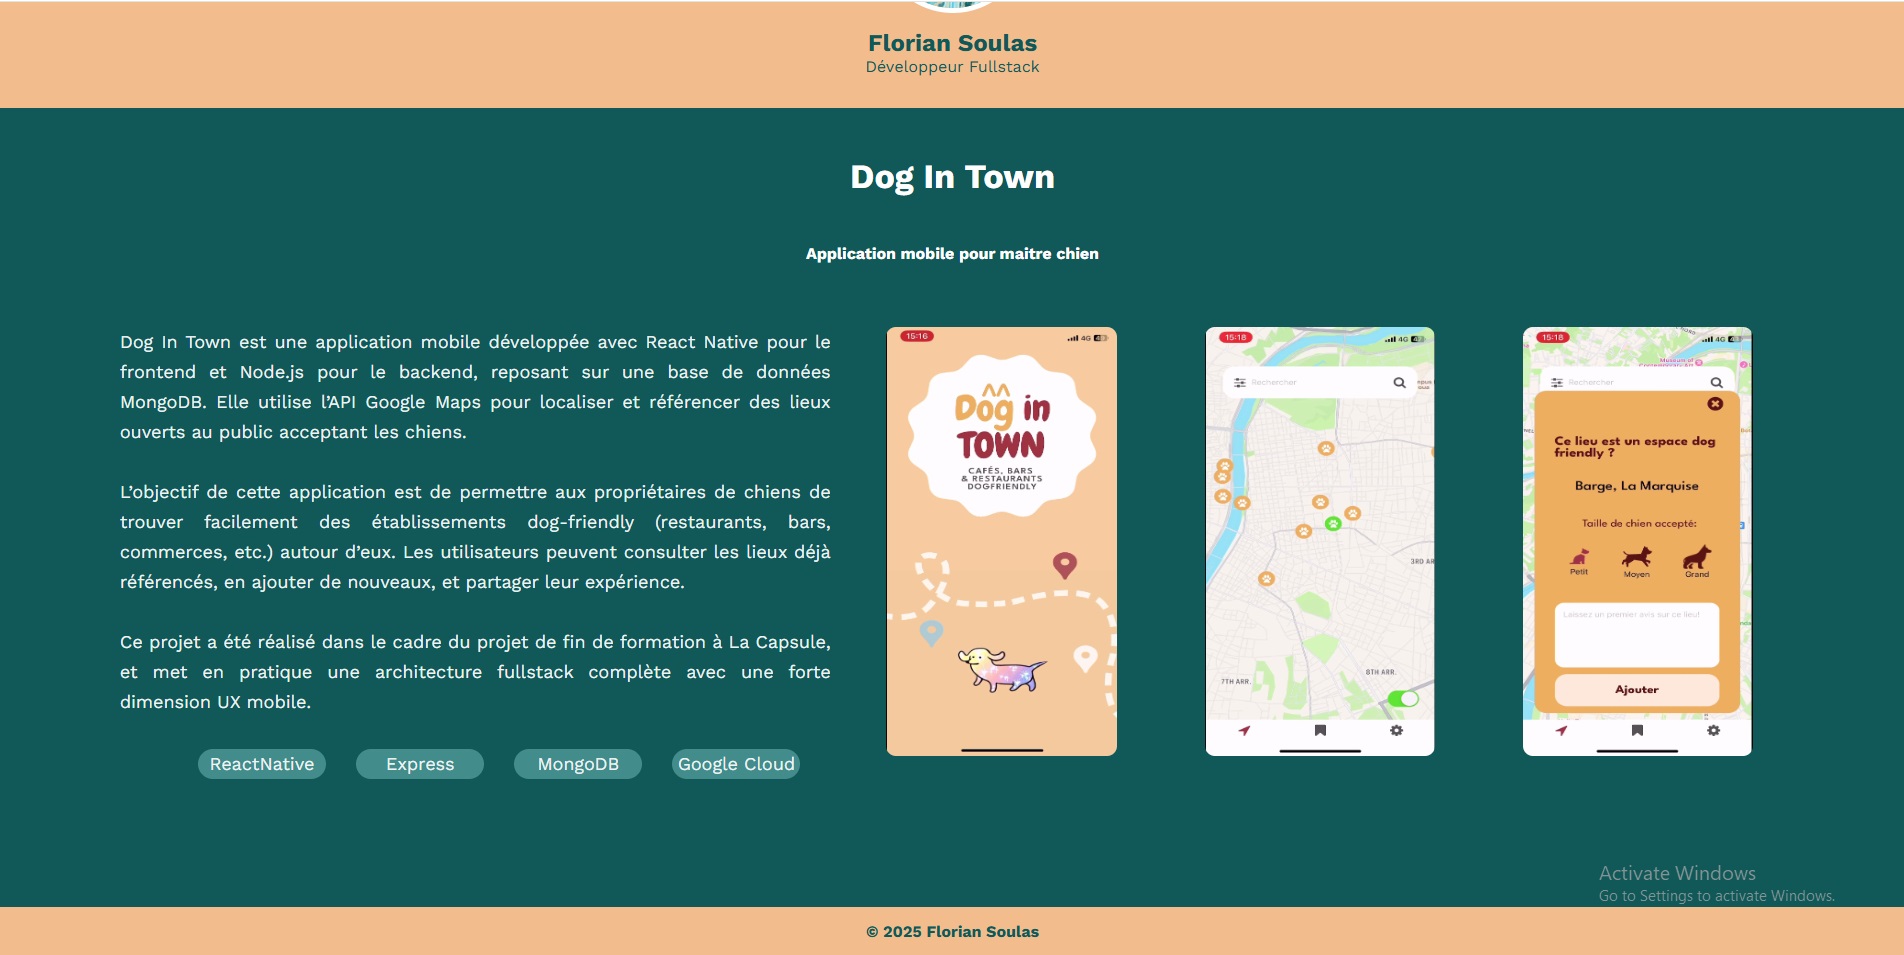 Florian Soulas
Développeur Fullstack
Dog In Town
Application mobile pour maitre chien
Dog In Town est une application mobile développée avec React Native pour le
frontend et Node.js pour le backend, reposant sur une base de données
MongoDB. Elle utilise l’API Google Maps pour localiser et référencer des lieux
ouverts au public acceptant les chiens.
L’objectif de cette application est de permettre aux propriétaires de chiens de
trouver facilement des établissements dog-friendly (restaurants, bars,
commerces, etc.) autour d’eux. Les utilisateurs peuvent consulter les lieux déjà
référencés, en ajouter de nouveaux, et partager leur expérience.
Ce projet a été réalisé dans le cadre du projet de fin de formation à La Capsule,
et met en pratique une architecture fullstack complète avec une forte
dimension UX mobile.
ReactNative
Express
MongoDB
Google Cloud
15:16
4G
Dog in
TOWN
CAFÉS, BARS
& RESTAURANTS
DOGFRIENDLY
15:18
4G
Rechercher
3RD AR
8TH ARR.
7TH ARR.
15:18
4G
Museum of
Contemporary Art
Rechercher
Ce lieu est un espace dog
friendly ?
Barge, La Marquise
Taille de chien accepté:
Petit
Moyen
Grand
Laissez un premier avis sur ce lieu!
Ajouter
Activate Windows
Go to Settings to activate Windows.
© 2025 Florian Soulas